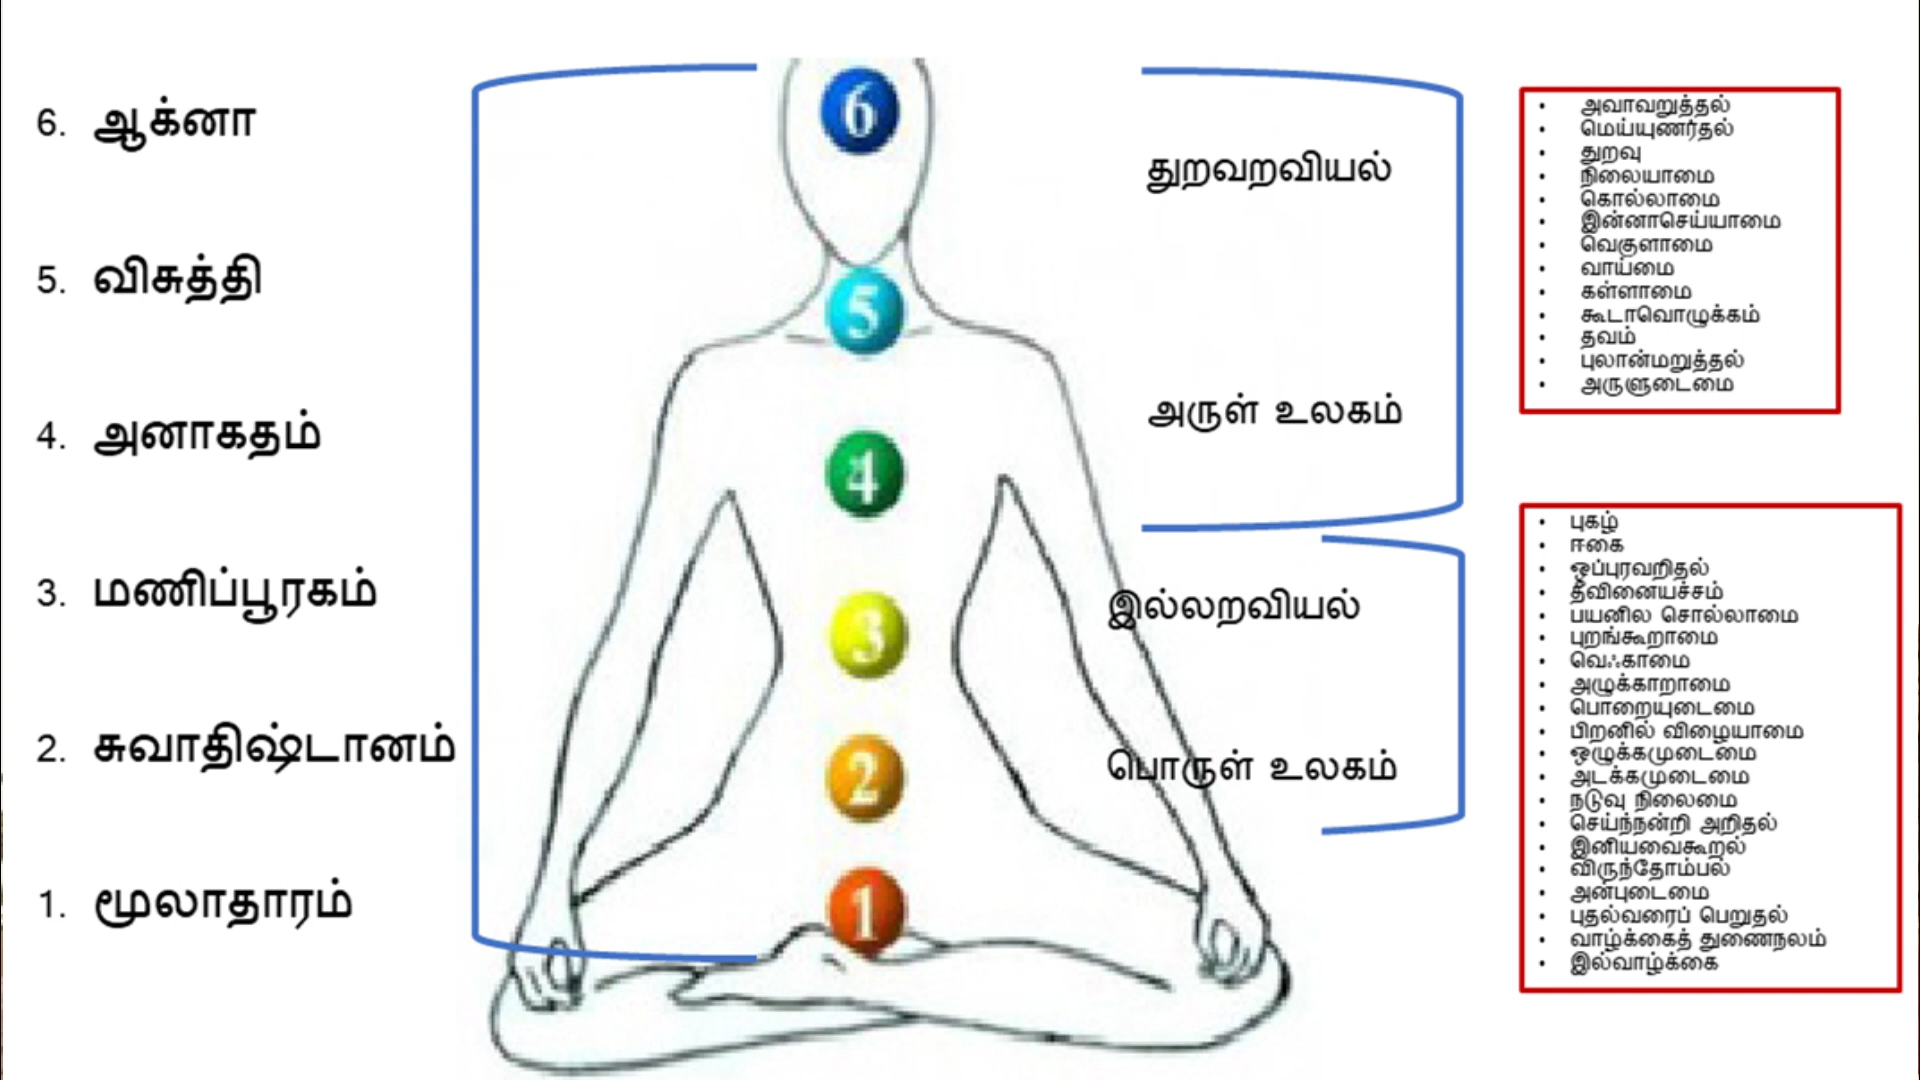 6. ஆக்னா
5. விசுத்தி
4. அனாகதம்
3. மணிப்பூரகம்
2. சுவாதிஷ்டானம்
1. மூலாதாரம்
6
5
4
3
2
1
துறவறவியல்
அருள் உலகம்
இல்லறவியல்
பொருள் உலகம்
• அவாவறுத்தல்
• மெய்யுணர்தல்
• துறவு
• நிலையாமை
• கொல்லாமை
• இன்னாசெய்யாமை
• வெகுளாமை
• வாய்மை
• கள்ளாமை
• கூடாவொழுக்கம்
• தவம்
• புலான்மறுத்தல்
• அருளுடைமை
• புகழ்
• ஈகை
• ஒப்புரவறிதல்
• தீவினையச்சம்
• பயனில சொல்லாமை
• புறங்கூறாமை
• வெஃகாமை
• அழுக்காறாமை
• பொறையுடைமை
• பிறனில் விழையாமை
• ஒழுக்கமுடைமை
• அடக்கமுடைமை
• நடுவு நிலைமை
• செய்ந்நன்றி அறிதல்
• இனியவைகூறல்
• விருந்தோம்பல்
• அன்புடைமை
• புதல்வரைப் பெறுதல்
• வாழ்க்கைத் துணைநலம்
• இல்வாழ்க்கை